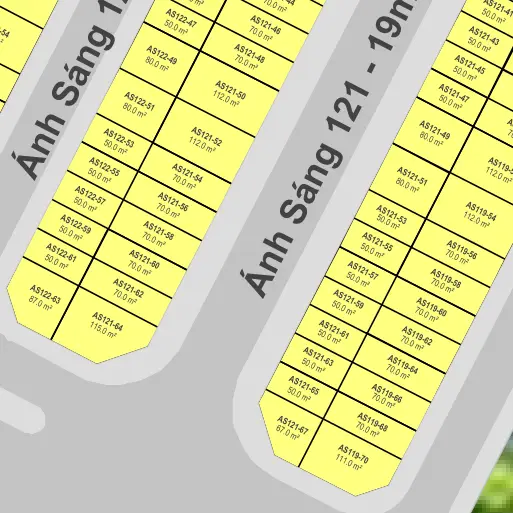 Ánh Sáng 12
Ánh Sáng 121 - 19m
AS122-47
50.0 m²
AS122-49
80.0 m²
AS122-51
80.0 m²
AS122-53
50.0 m²
AS122-55
50.0 m²
AS122-57
50.0 m²
AS122-59
50.0 m²
AS122-61
50.0 m²
AS122-63
87.0 m²
AS121-46
70.0 m²
AS121-48
70.0 m²
AS121-50
112.0 m²
AS121-52
112.0 m²
AS121-54
70.0 m²
AS121-56
70.0 m²
AS121-58
70.0 m²
AS121-60
70.0 m²
AS121-62
70.0 m²
AS121-64
115.0 m²
AS121-41
50.0 m²
AS121-43
50.0 m²
AS121-45
50.0 m²
AS121-47
50.0 m²
AS121-49
80.0 m²
AS121-51
80.0 m²
AS121-53
50.0 m²
AS121-55
50.0 m²
AS121-57
50.0 m²
AS121-59
50.0 m²
AS121-61
50.0 m²
AS121-63
50.0 m²
AS121-65
50.0 m²
AS121-67
67.0 m²
112.0 m²
AS119-54
112.0 m²
AS119-56
70.0 m²
AS119-58
70.0 m²
AS119-60
70.0 m²
AS119-62
70.0 m²
AS119-64
70.0 m²
AS119-66
70.0 m²
AS119-68
70.0 m²
AS119-70
111.0 m²